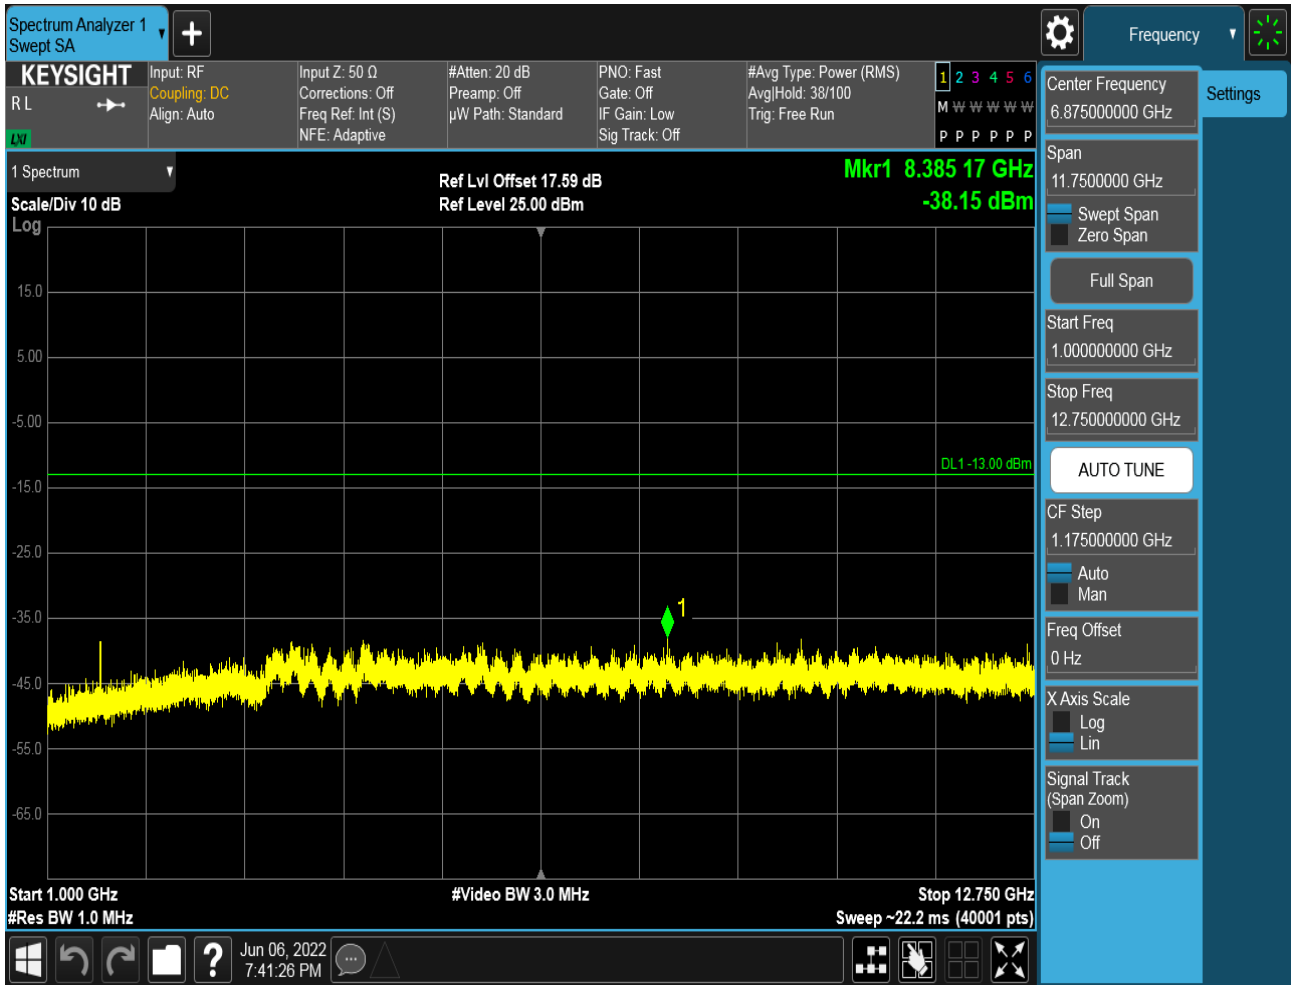 Spectrum Analyzer 1
Swept SA
+
Frequency
KEYSIGHT
R L
LXI
Input: RF
Coupling: DC
Align: Auto
Input Z: 50 Ω
Corrections: Off
Freq Ref: Int (S)
NFE: Adaptive
#Atten: 20 dB
Preamp: Off
µW Path: Standard
PNO: Fast
Gate: Off
IF Gain: Low
Sig Track: Off
#Avg Type: Power (RMS)
Avg|Hold: 38/100
Trig: Free Run
1 2 3 4 5 6
M W W W W W
P P P P P P
1 Spectrum
Scale/Div 10 dB
Log
Ref Lvl Offset 17.59 dB
Ref Level 25.00 dBm
Mkr1 8.385 17 GHz
-38.15 dBm
15.0
5.00
-5.00
DL1 -13.00 dBm
-15.0
-25.0
-35.0
1
-45.0
-55.0
-65.0
Start 1.000 GHz
#Res BW 1.0 MHz
#Video BW 3.0 MHz
Stop 12.750 GHz
Sweep ~22.2 ms (40001 pts)
?
Jun 06, 2022
7:41:26 PM
Center Frequency
6.875000000 GHz
Settings
Span
11.7500000 GHz
Swept Span
Zero Span
Full Span
Start Freq
1.000000000 GHz
Stop Freq
12.750000000 GHz
AUTO TUNE
CF Step
1.175000000 GHz
Auto
Man
Freq Offset
0 Hz
X Axis Scale
Log
Lin
Signal Track
(Span Zoom)
On
Off